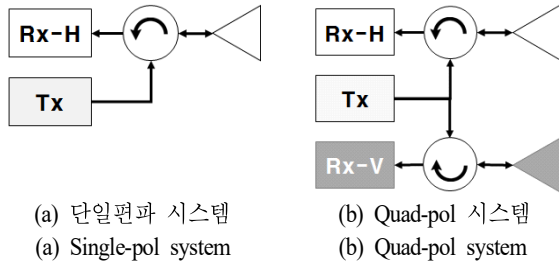 Rx-H
Tx
Rx-H
Tx
Rx-V
(a) 단일편파 시스템
(a) Single-pol system
(b) Quad-pol 시스템
(b) Quad-pol system